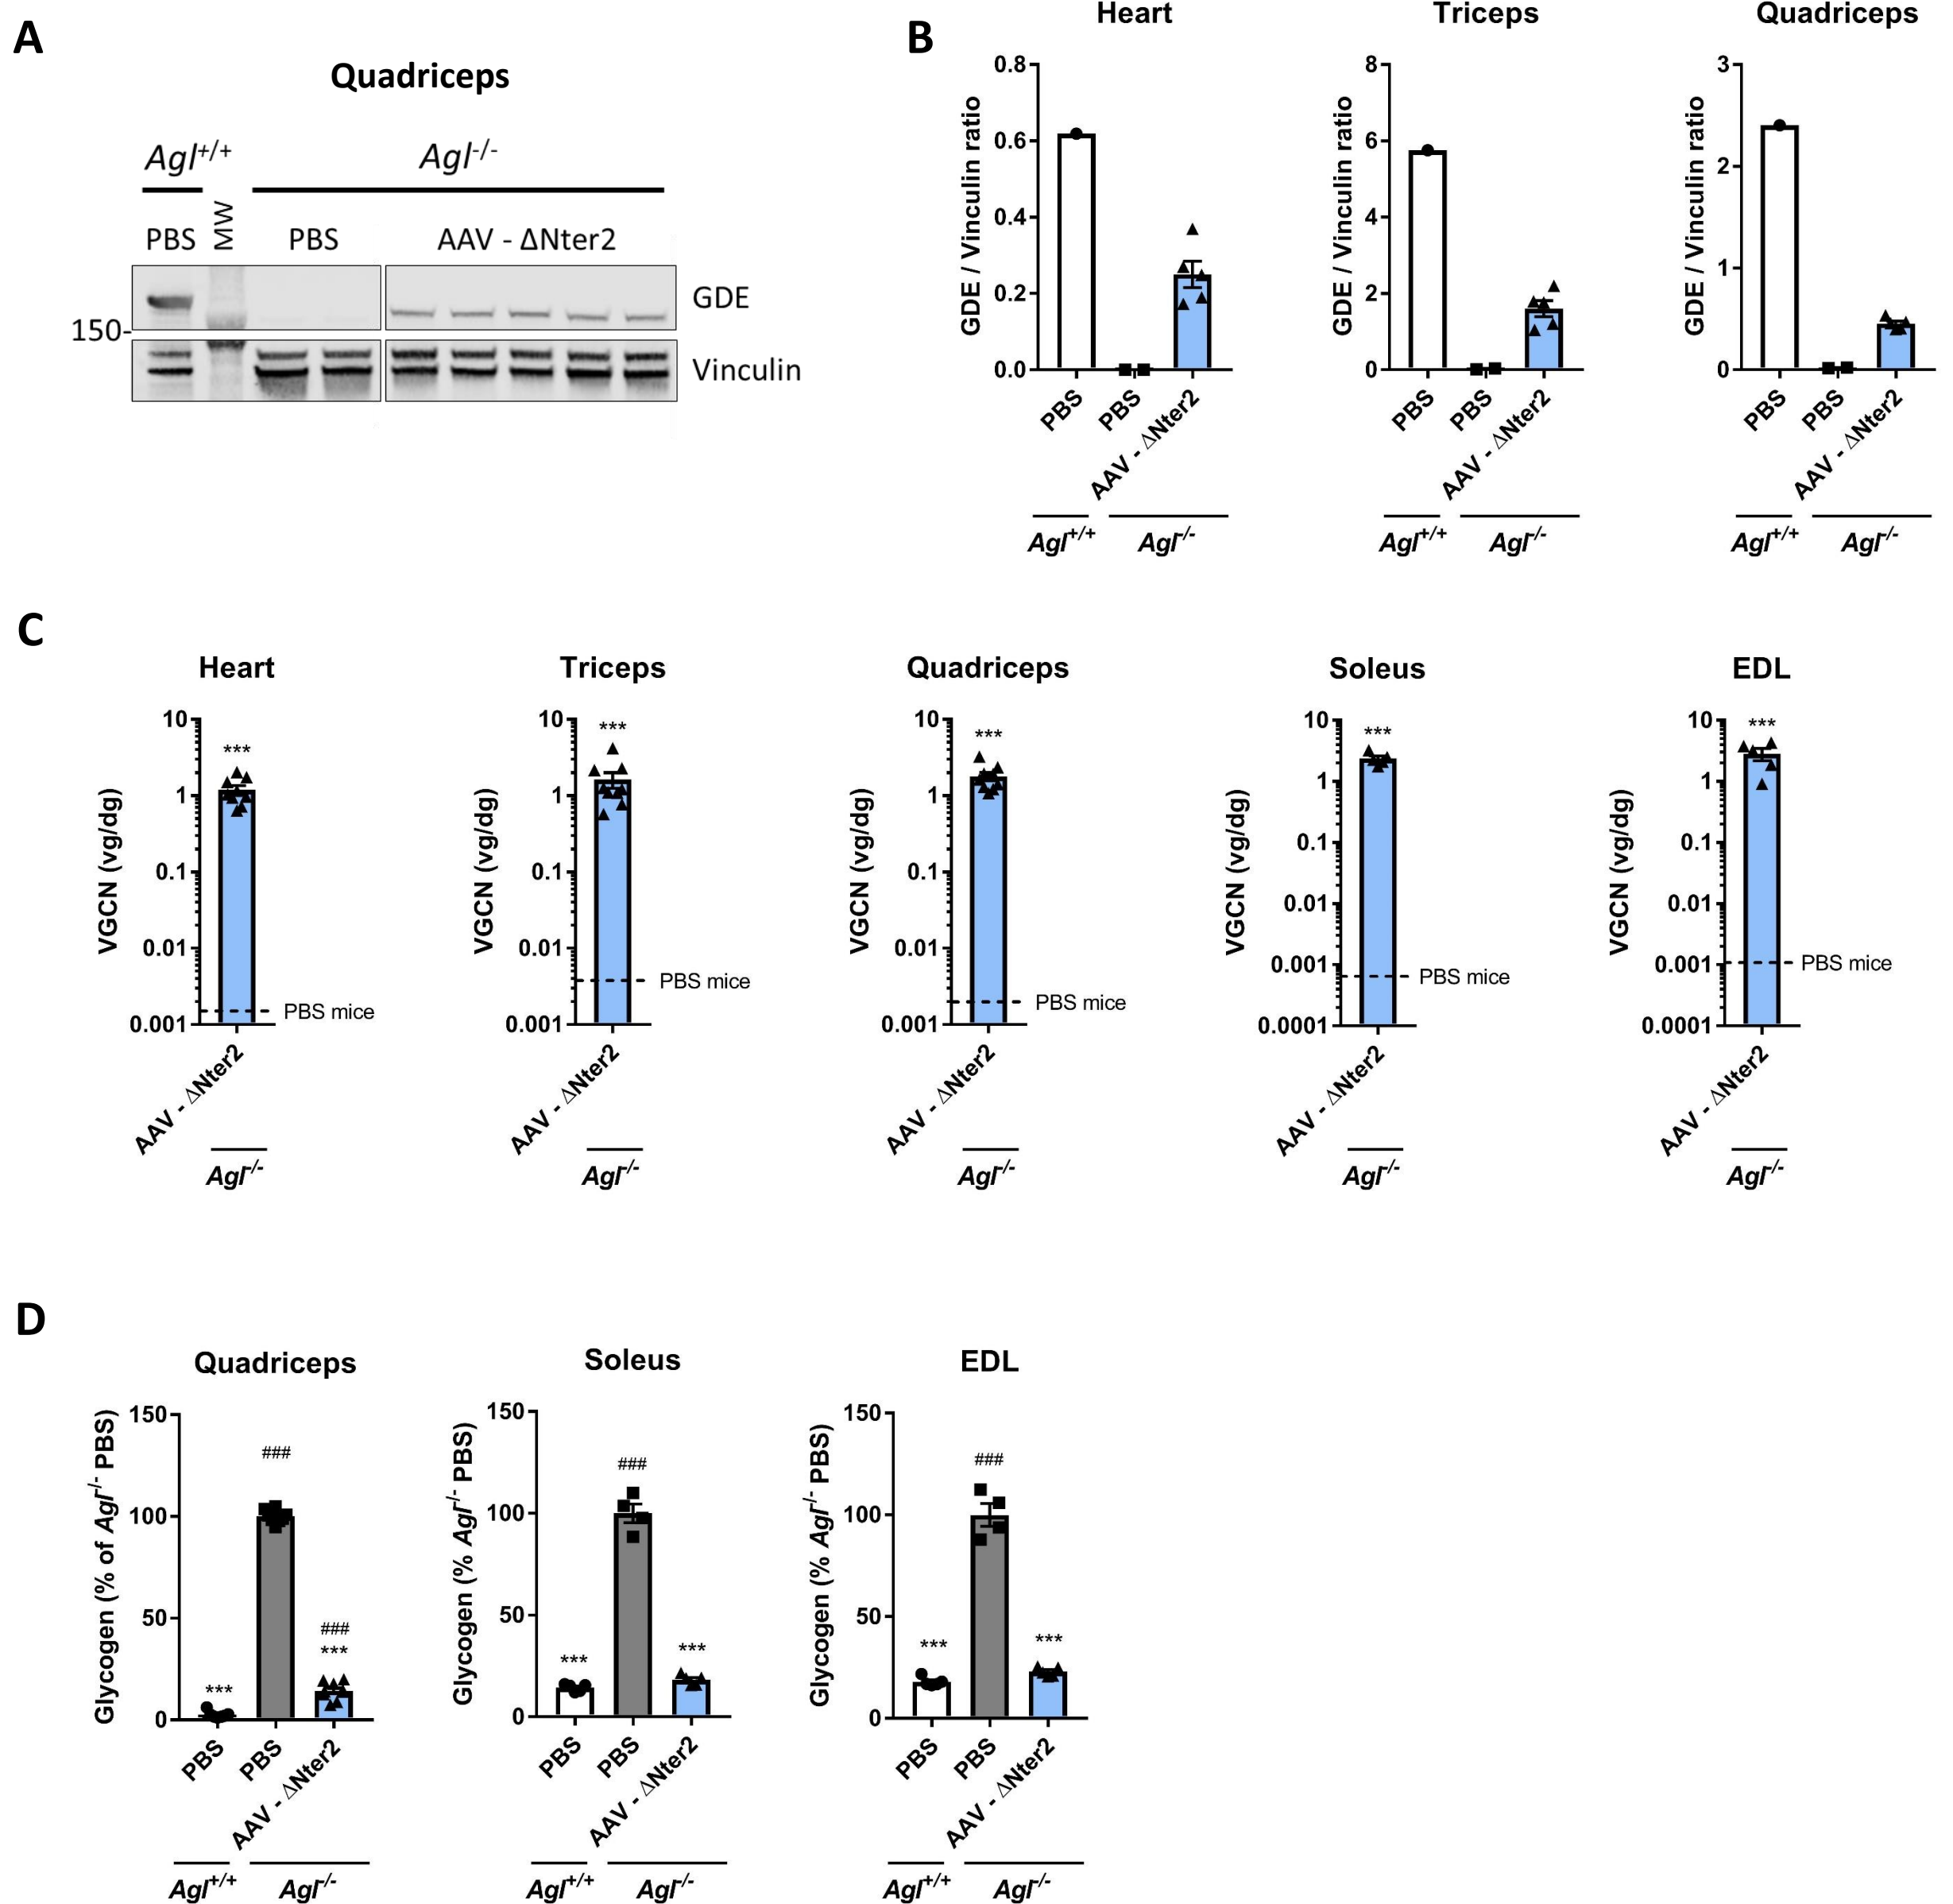 A
Quadriceps
Agl+/+
Agl-/-
PBS
MW
PBS
AAV - ΔNter2
GDE
150-
Vinculin
B
Heart
GDE / Vinculin ratio
0.8
0.6
0.4
0.2
0.0
PBS
PBS
AAV - ΔNter2
Agl+/+
Agl-/-
Triceps
GDE / Vinculin ratio
8
6
4
2
0
PBS
PBS
AAV - ΔNter2
Agl+/+
Agl-/-
Quadriceps
GDE / Vinculin ratio
3
2
1
0
PBS
PBS
AAV - ΔNter2
Agl+/+
Agl-/-
C
Heart
VGCN (vg/dg)
10
1
0.1
0.01
0.001
***
PBS mice
AAV - ΔNter2
Agl-/-
Triceps
VGCN (vg/dg)
10
1
0.1
0.01
0.001
***
PBS mice
AAV - ΔNter2
Agl-/-
Quadriceps
VGCN (vg/dg)
10
1
0.1
0.01
0.001
***
PBS mice
AAV - ΔNter2
Agl-/-
Soleus
VGCN (vg/dg)
10
1
0.1
0.01
0.001
0.0001
***
PBS mice
AAV - ΔNter2
Agl-/-
EDL
VGCN (vg/dg)
10
1
0.1
0.01
0.001
0.0001
***
PBS mice
AAV - ΔNter2
Agl-/-
D
Quadriceps
Glycogen (% of Agl-/- PBS)
150
100
50
0
***
###
###
***
PBS
PBS
AAV - ΔNter2
Agl+/+
Agl-/-
Soleus
Glycogen (% Agl-/- PBS)
150
100
50
0
***
###
***
PBS
PBS
AAV - ΔNter2
Agl+/+
Agl-/-
EDL
Glycogen (% Agl-/- PBS)
150
100
50
0
***
###
***
PBS
PBS
AAV - ΔNter2
Agl+/+
Agl-/-